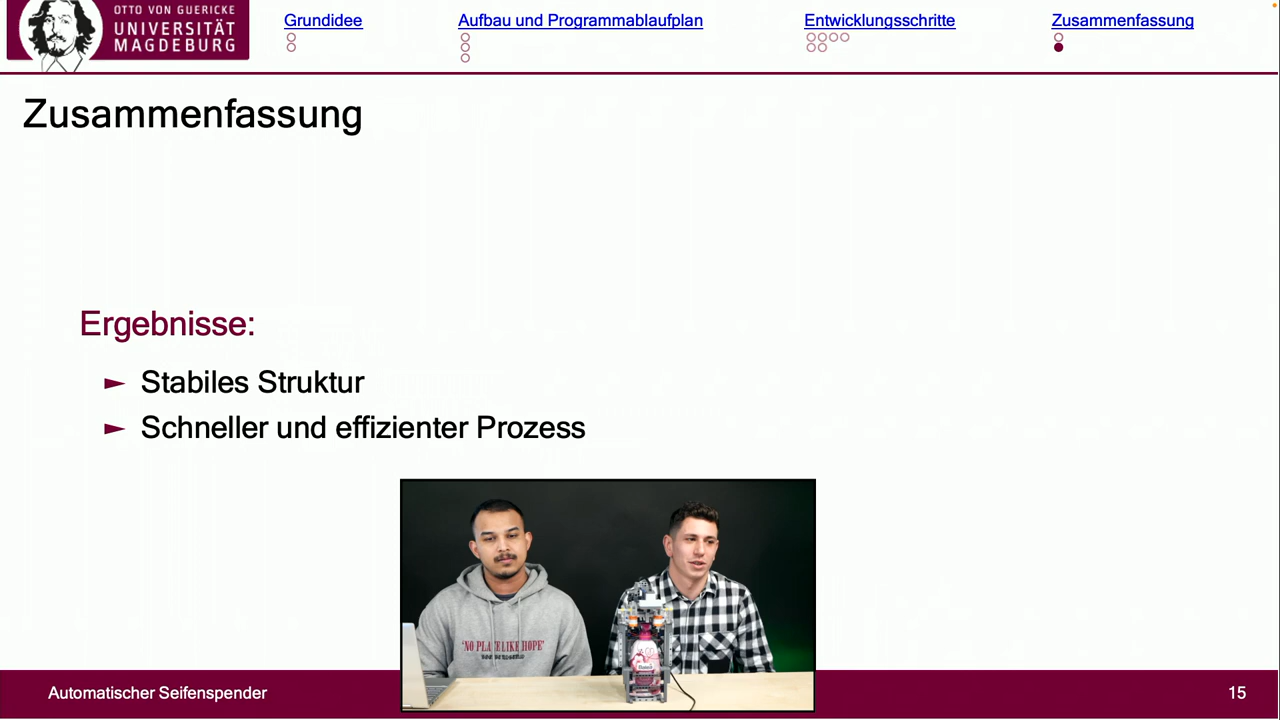 OTTO VON GUERICKE
UNIVERSITÄT
MAGDEBURG
Grundidee
Aufbau und Programmablaufplan
Entwicklungsschritte
Zusammenfassung
Zusammenfassung
Ergebnisse:
► Stabiles Struktur
► Schneller und effizienter Prozess
"NO PLACE LIKE HOPE"
Automatischer Seifenspender
15